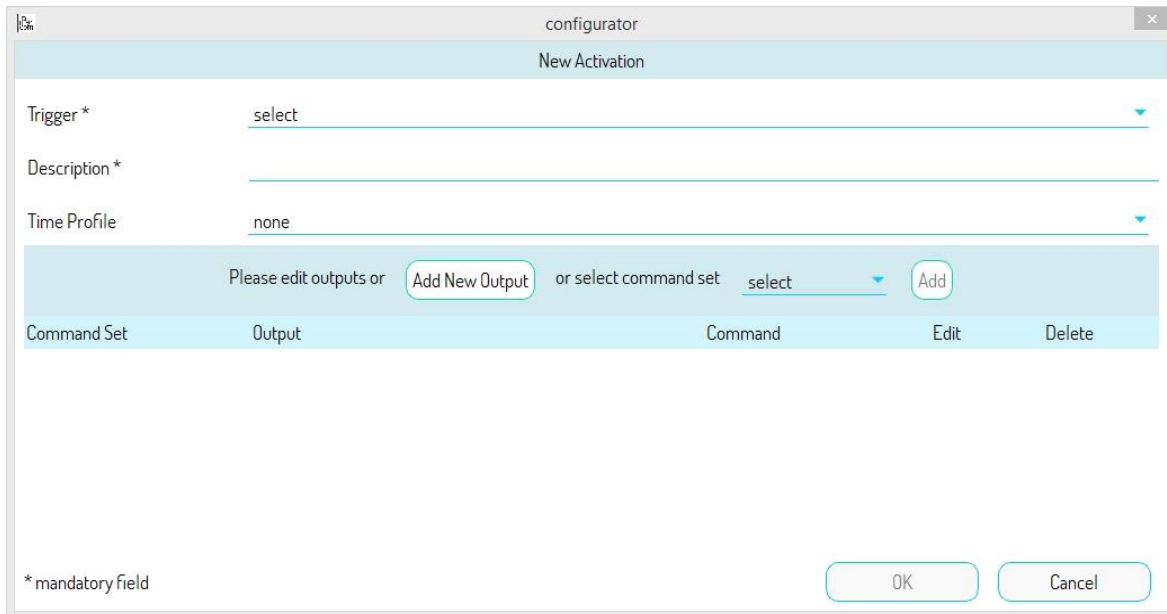 configurator
New Activation
Trigger * select
Description *
Time Profile none
Please edit outputs or Add New Output or select command set select Add
Command Set Output Command Edit Delete
* mandatory field OK Cancel